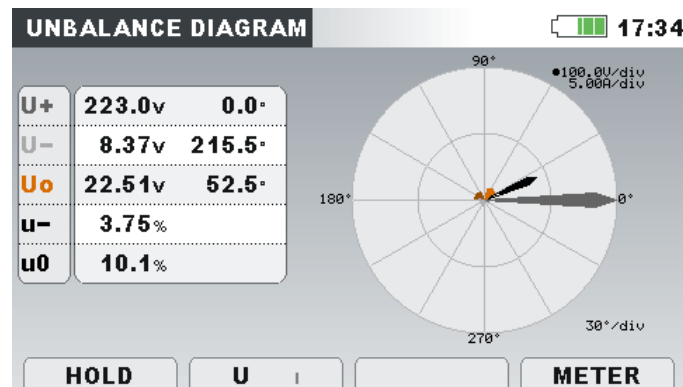 UNBALANCE DIAGRAM 17:34
90°
●100.0V/div
5.00A/div
U+ 223.0v 0.0°
U- 8.37v 215.5°
Uo 22.51v 52.5°
180° 0°
u- 3.75%
u0 10.1%
30°/div
270°
HOLD U I METER